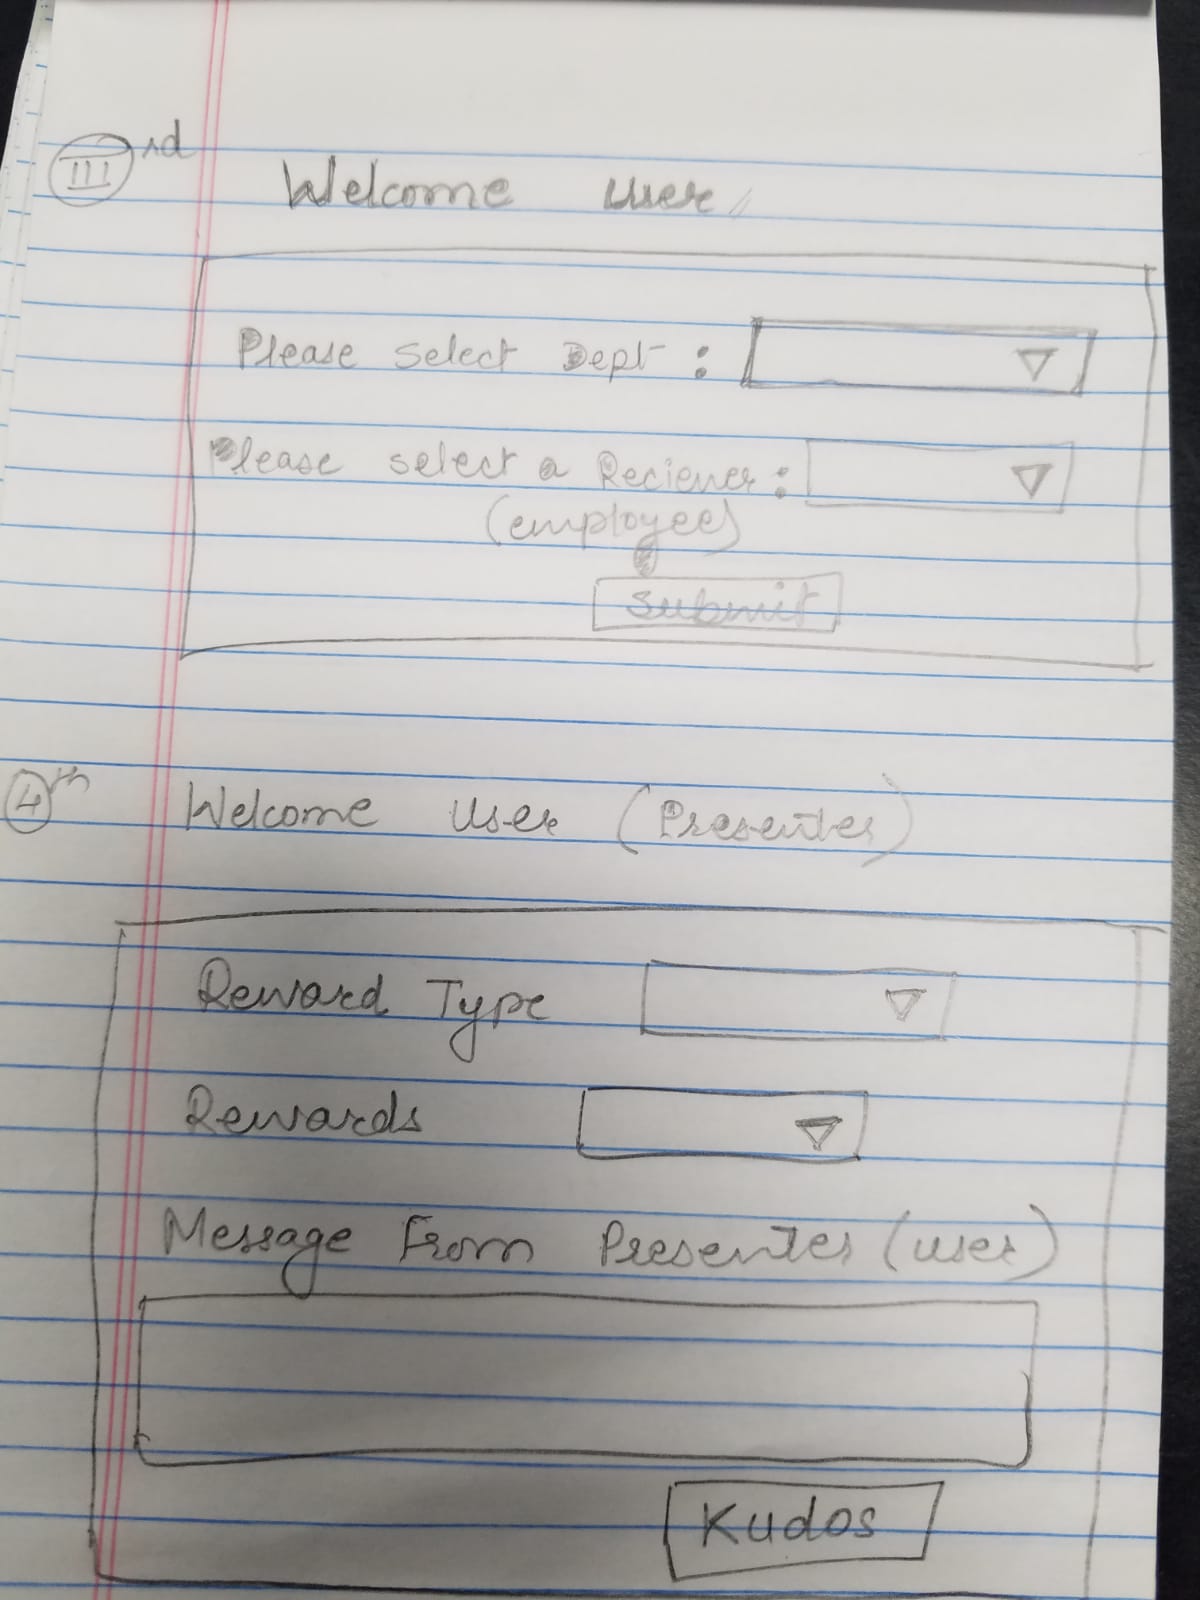 III rd
Welcome User
Please Select Dept :
Please select a Reciever :
(employee)
Submit
4th
Welcome User (Presenter)
Reward Type
Rewards
Message From Presenter (user)
Kudos